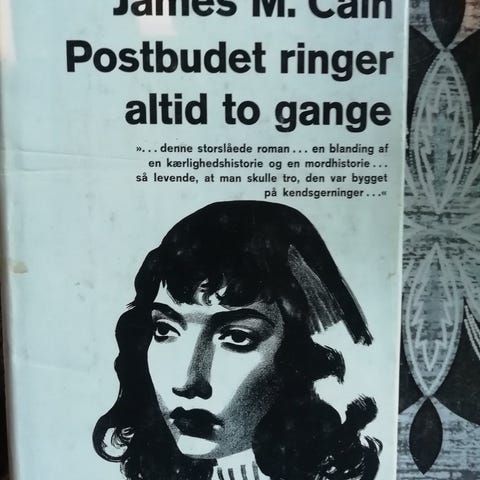 James M. Cain
Postbudet ringer
altid to gange
»... denne storslåede roman... en blanding af
en kærlighedshistorie og en mordhistorie...
så levende, at man skulle tro, den var bygget
på kendsgerninger...«